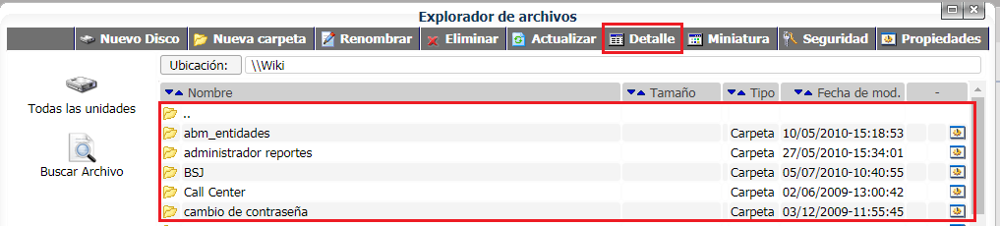 Explorador de archivos
Nuevo Disco Nueva carpeta Renombrar Eliminar Actualizar Detalle Miniatura Seguridad Propiedades
Ubicación: \\Wiki
Todas las unidades
Buscar Archivo
Nombre Tamaño Tipo Fecha de mod. -
..
abm_entidades Carpeta 10/05/2010-15:18:53
administrador reportes Carpeta 27/05/2010-15:34:01
BSJ Carpeta 05/07/2010-10:40:55
Call Center Carpeta 02/06/2009-13:00:42
cambio de contraseña Carpeta 03/12/2009-11:55:45